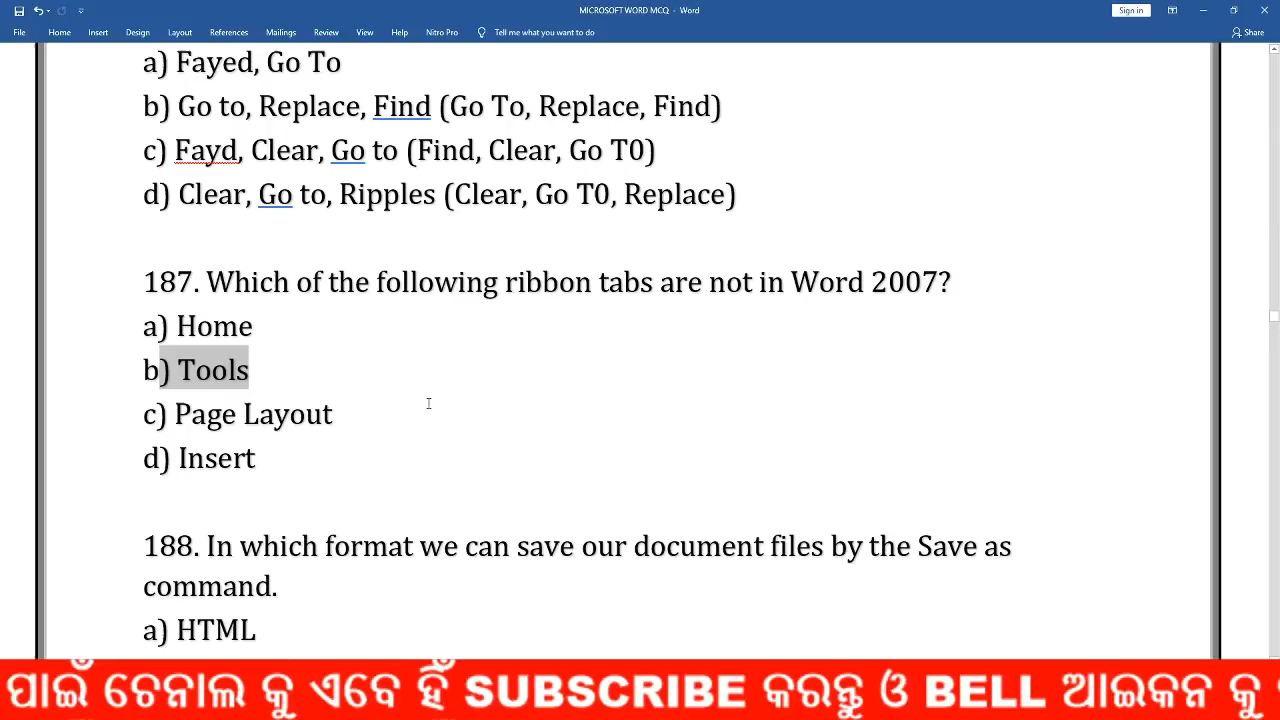 MICROSOFT WORD MCQ - Word
Sign in
File Home Insert Design Layout References Mailings Review View Help Nitro Pro Tell me what you want to do Share
a) Fayed, Go To
b) Go to, Replace, Find (Go To, Replace, Find)
c) Fayd, Clear, Go to (Find, Clear, Go T0)
d) Clear, Go to, Ripples (Clear, Go T0, Replace)
187. Which of the following ribbon tabs are not in Word 2007?
a) Home
b) Tools
c) Page Layout
d) Insert
188. In which format we can save our document files by the Save as
command.
a) HTML
ପାଇଁ ଚେନାଲ କୁ ଏବେ ହିଁ SUBSCRIBE କରନ୍ତୁ ଓ BELL ଆଇକନ କୁ